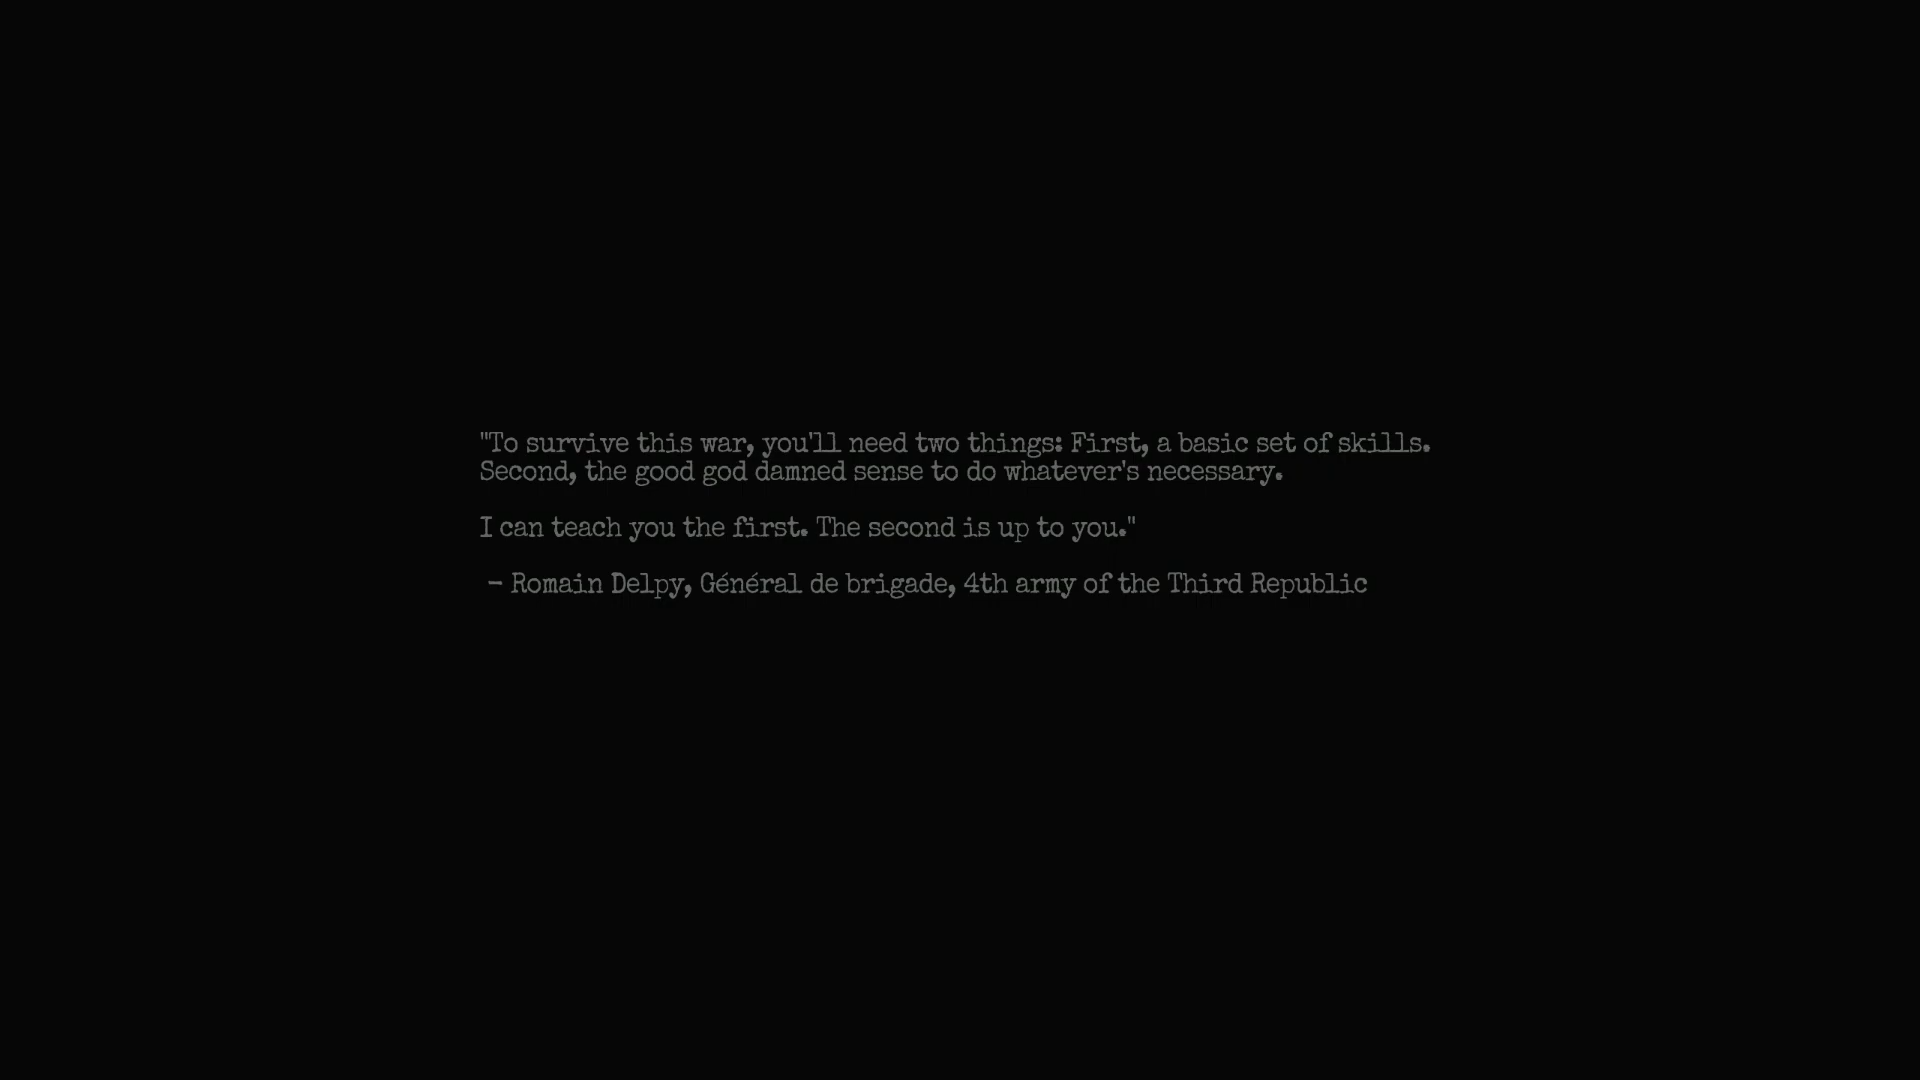 "To survive this war, you'll need two things: First, a basic set of skills.
Second, the good god damned sense to do whatever's necessary.
I can teach you the first. The second is up to you."
- Romain Delpy, Général de brigade, 4th army of the Third Republic